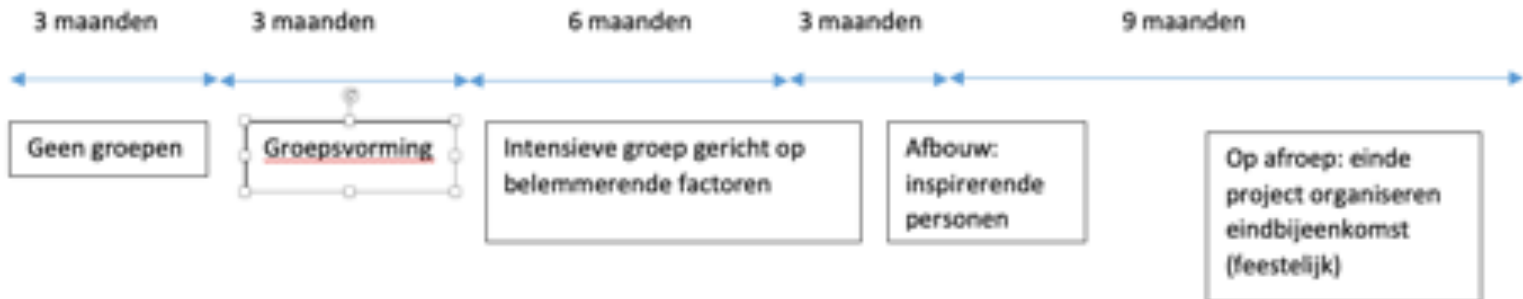 3 maanden
3 maanden
6 maanden
3 maanden
9 maanden
Geen groepen
Groepsvorming
Intensieve groep gericht op
belemmerende factoren
Afbouw:
inspirerende
personen
Op afroep: einde
project organiseren
eindbijeenkomst
(feestelijk)